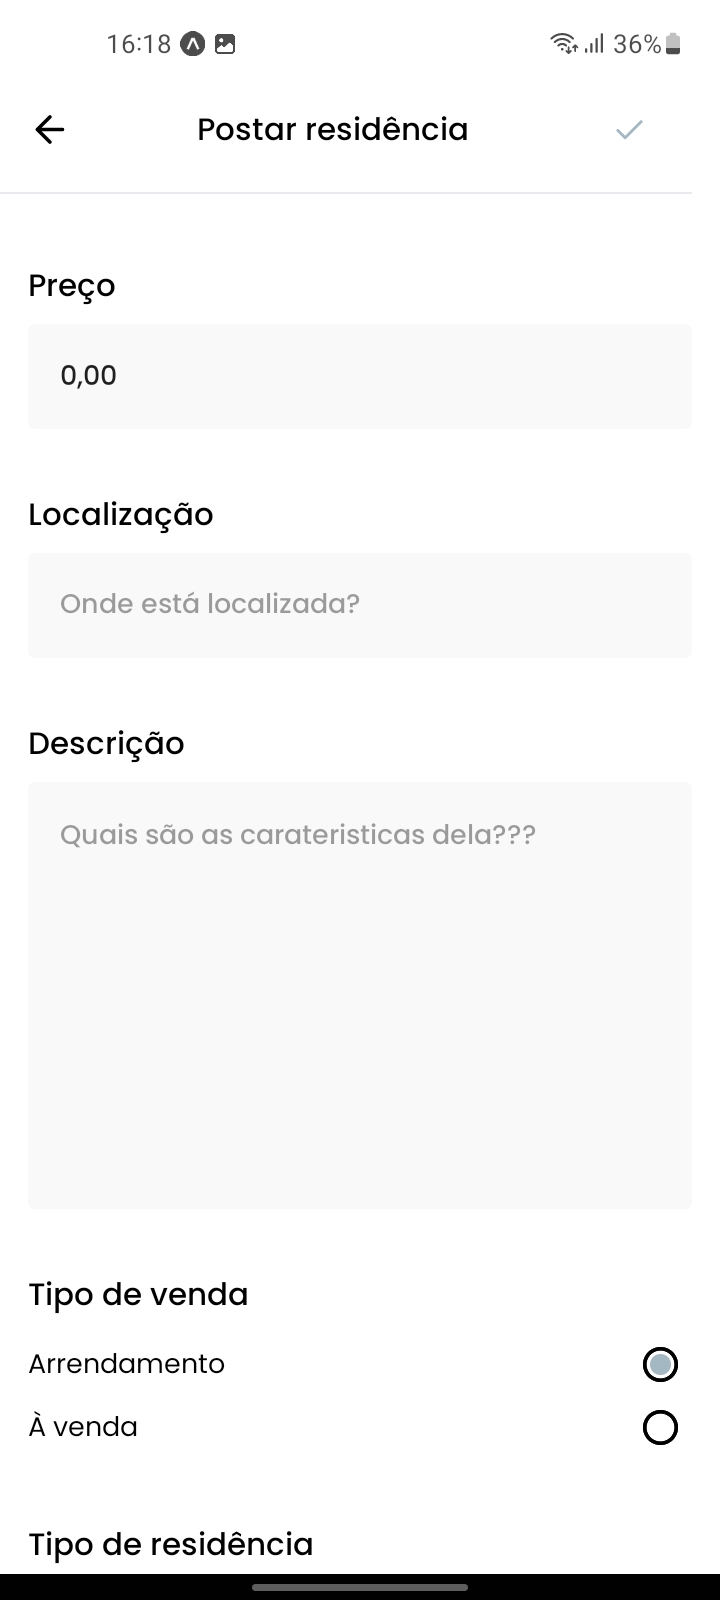 16:18 36%
Postar residência
Preço
0,00
Localização
Onde está localizada?
Descrição
Quais são as carateristicas dela???
Tipo de venda
Arrendamento
À venda
Tipo de residência